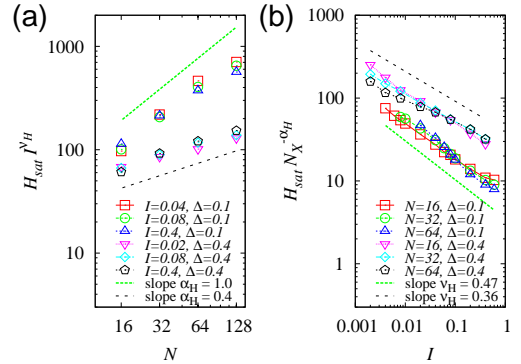 (a)
(b)
H_sat I^ν_H
1000
100
10
I=0.04, Δ=0.1
I=0.08, Δ=0.1
I=0.4, Δ=0.1
I=0.02, Δ=0.4
I=0.08, Δ=0.4
I=0.4, Δ=0.4
slope α_H = 1.0
slope α_H = 0.4
16 32 64 128
N
H_sat N_X^-α_H
1000
100
10
1
N=16, Δ=0.1
N=32, Δ=0.1
N=64, Δ=0.1
N=16, Δ=0.4
N=32, Δ=0.4
N=64, Δ=0.4
slope ν_H = 0.47
slope ν_H = 0.36
0.001 0.01 0.1 1
I